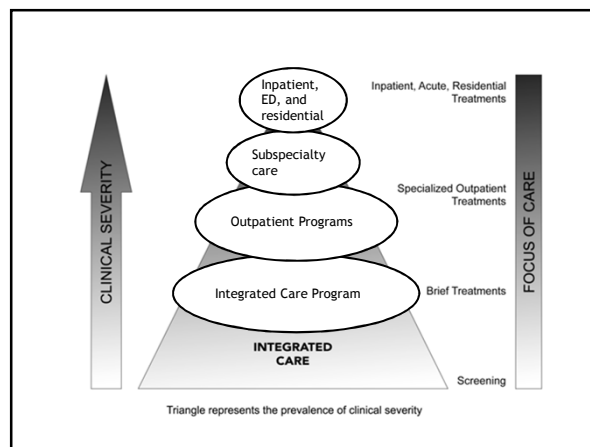 Inpatient,
ED, and
residential
Inpatient, Acute, Residential
Treatments
Subspecialty
care
Specialized Outpatient
Treatments
Outpatient Programs
CLINICAL SEVERITY
FOCUS OF CARE
Integrated Care Program
Brief Treatments
INTEGRATED
CARE
Screening
Triangle represents the prevalence of clinical severity